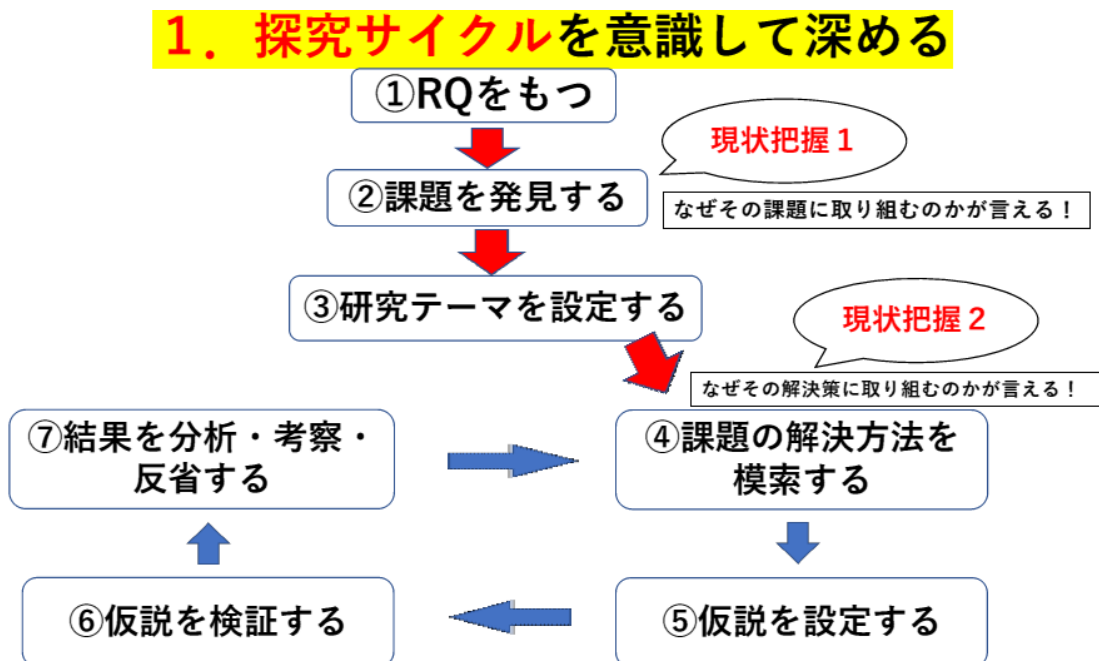 １．探究サイクルを意識して深める
①RQをもつ
現状把握１
②課題を発見する
なぜその課題に取り組むのかが言える！
③研究テーマを設定する
現状把握２
なぜその解決策に取り組むのかが言える！
④課題の解決方法を
模索する
⑤仮説を設定する
⑥仮説を検証する
⑦結果を分析・考察・
反省する